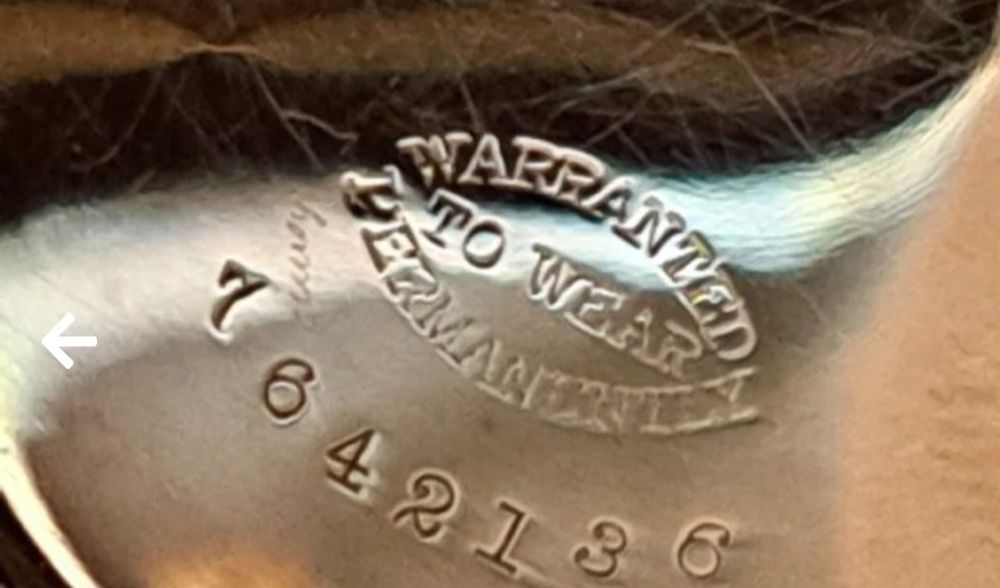 WARRANTED
TO WEAR
PERMANENTLY
7642136